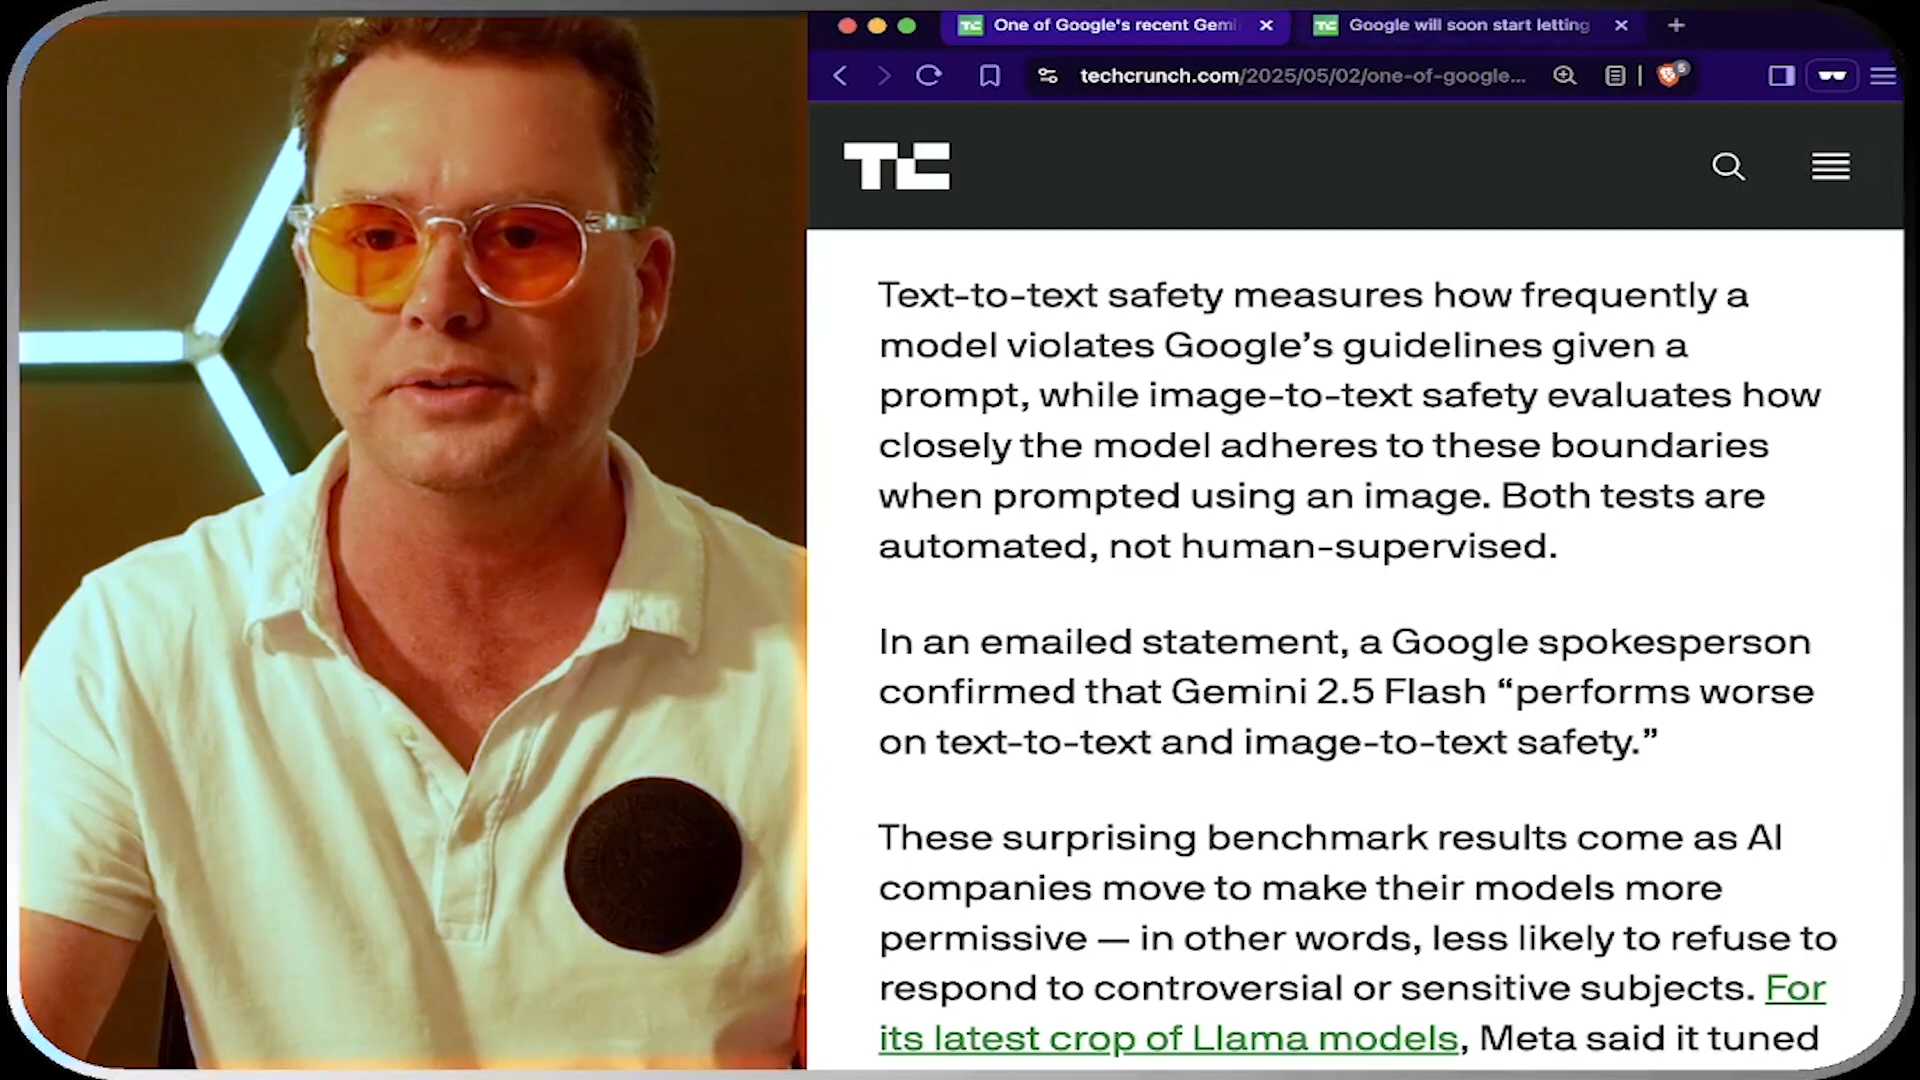 One of Google's recent Gemi
Google will soon start letting
techcrunch.com/2025/05/02/one-of-google...
5
TC
Text-to-text safety measures how frequently a
model violates Google’s guidelines given a
prompt, while image-to-text safety evaluates how
closely the model adheres to these boundaries
when prompted using an image. Both tests are
automated, not human-supervised.
In an emailed statement, a Google spokesperson
confirmed that Gemini 2.5 Flash “performs worse
on text-to-text and image-to-text safety.”
These surprising benchmark results come as AI
companies move to make their models more
permissive — in other words, less likely to refuse to
respond to controversial or sensitive subjects. For
its latest crop of Llama models, Meta said it tuned